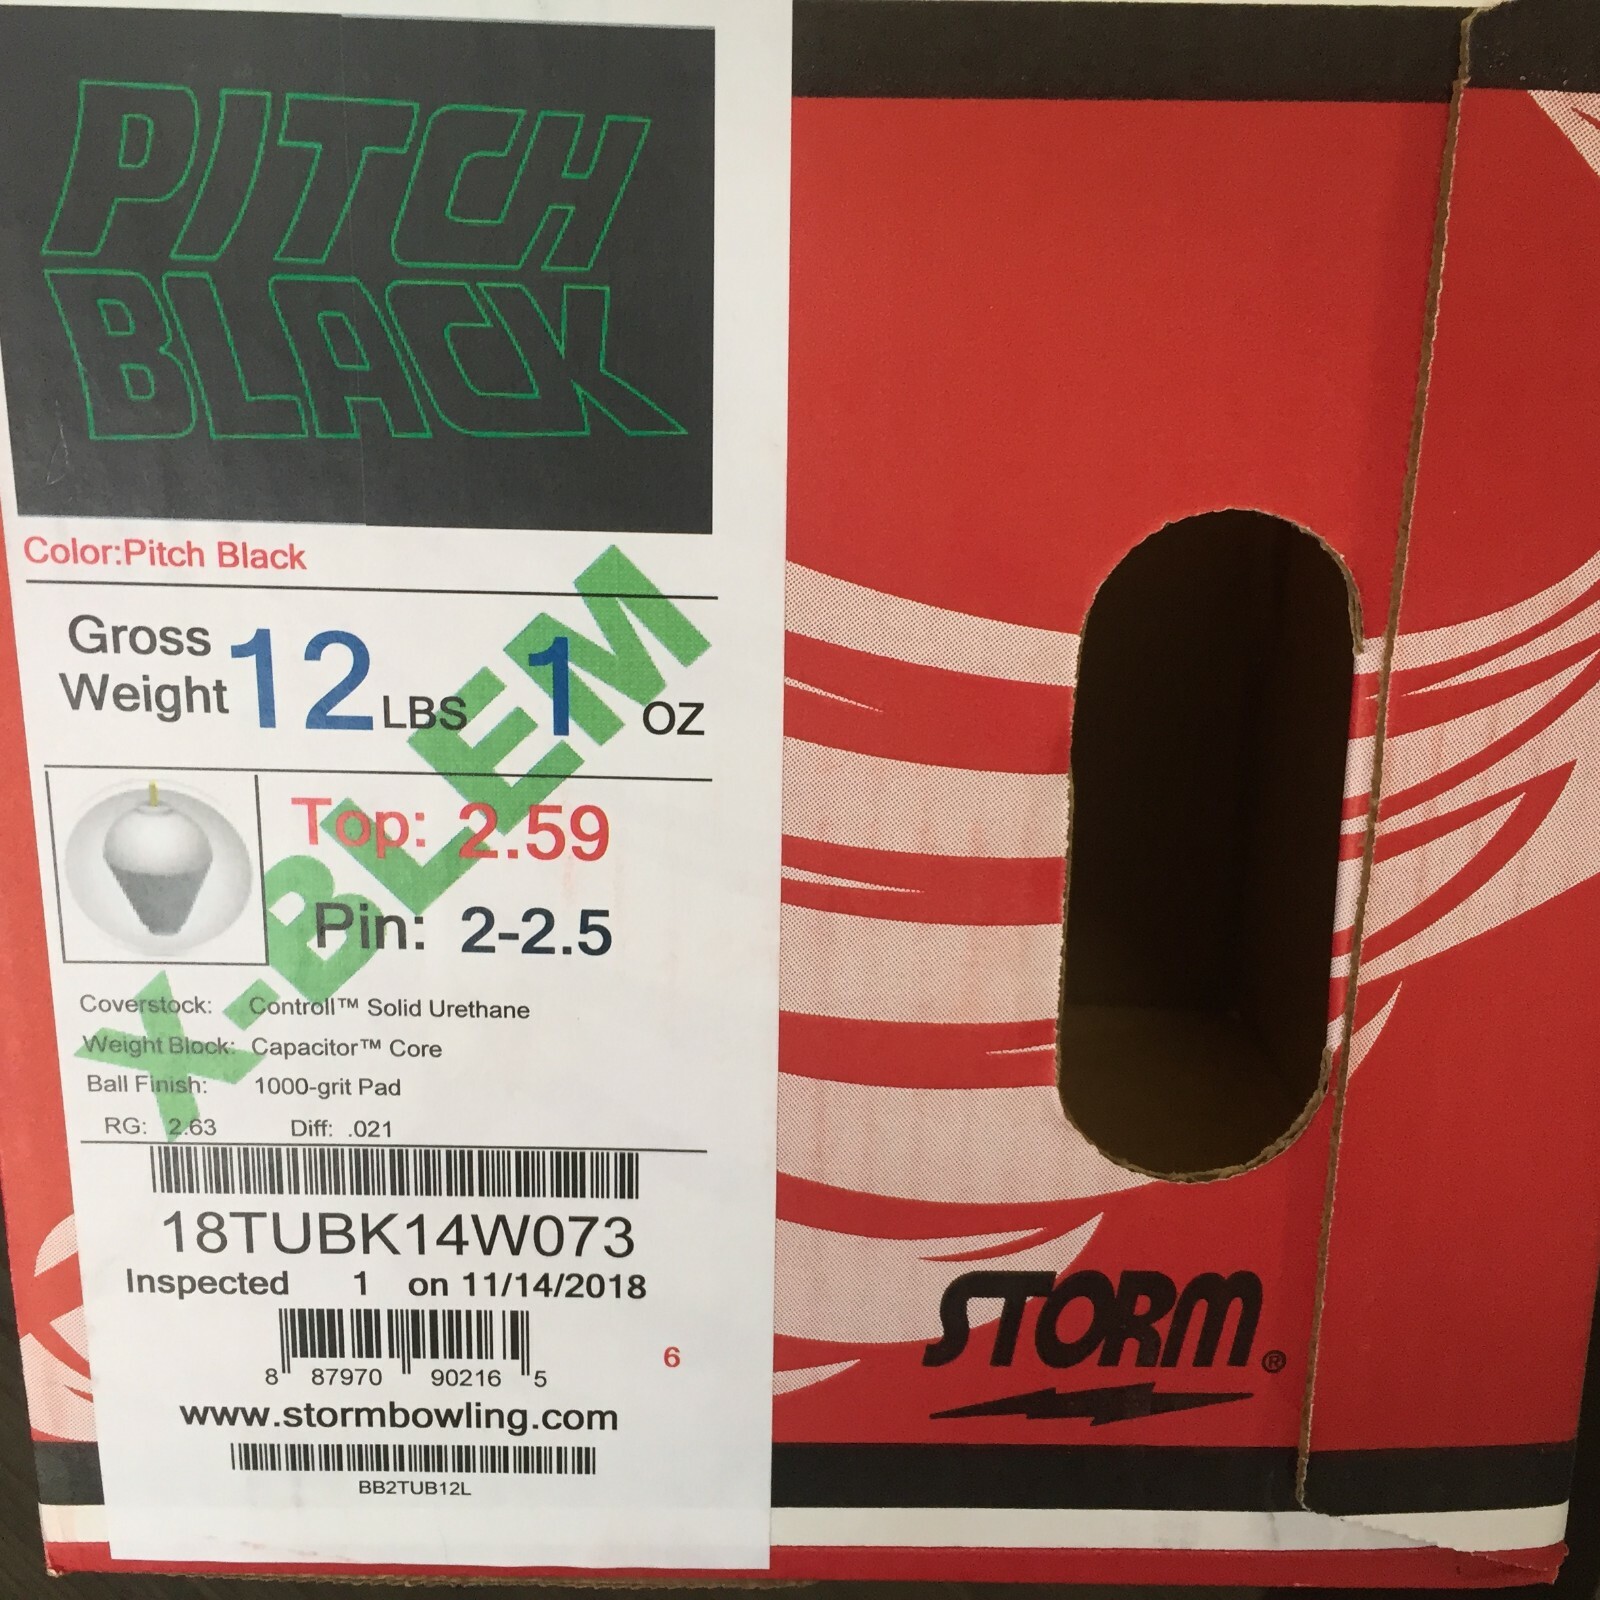 PITCH
BLACK
Color:Pitch Black
Gross
Weight 12 LBS 1 OZ
X-BLEM
Top: 2.59
Pin: 2-2.5
Coverstock: Controll™ Solid Urethane
Weight Block: Capacitor™ Core
Ball Finish: 1000-grit Pad
RG: 2.63 Diff: .021
18TUBK14W073
Inspected 1 on 11/14/2018
8 87970 90216 5
6
www.stormbowling.com
BB2TUB12L
STORM®